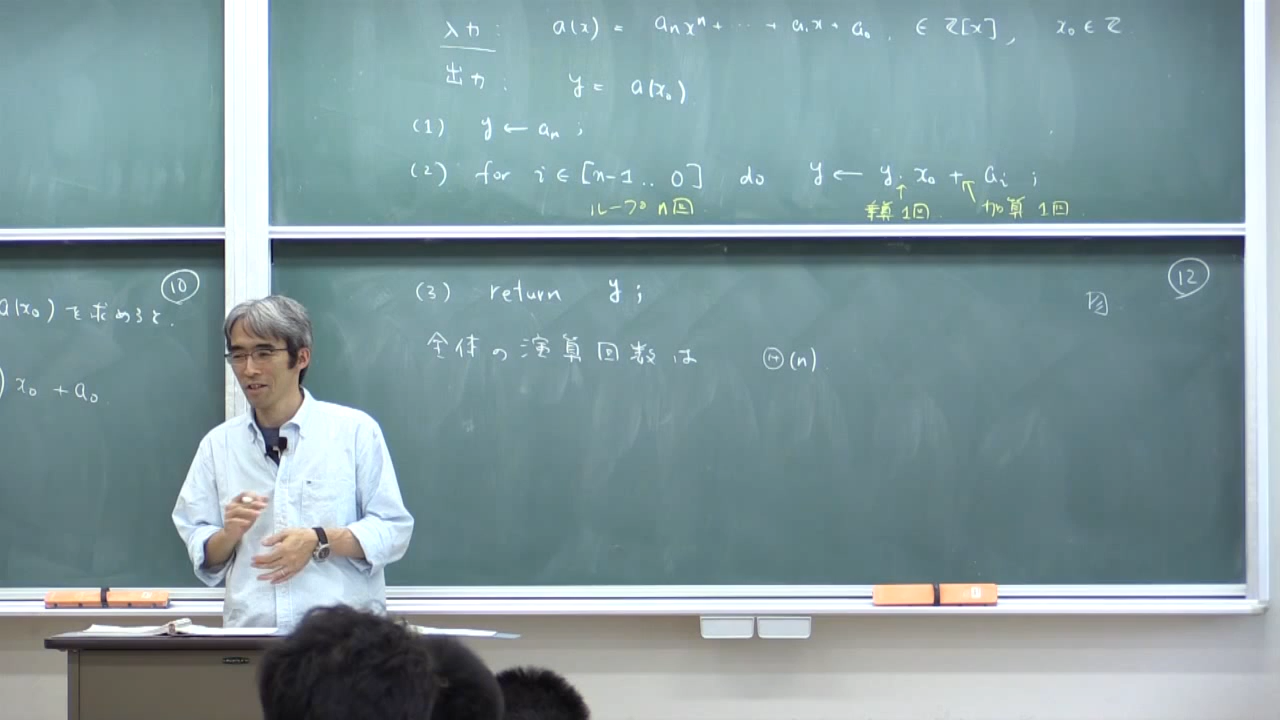 入力: a(x) = aₙxⁿ + ··· + a₁x + a₀ ∈ Z[x], x₀ ∈ Z
出力: y = a(x₀)
(1) y ← aₙ ;
(2) for i ∈ [n-1 .. 0] do y ← y · x₀ + aᵢ ;
ループ n回
乗算 1回
加算 1回
10
a(x₀) を求めると.
) x₀ + a₀
12
(3) return y ;
全体の演算回数は Θ(n).